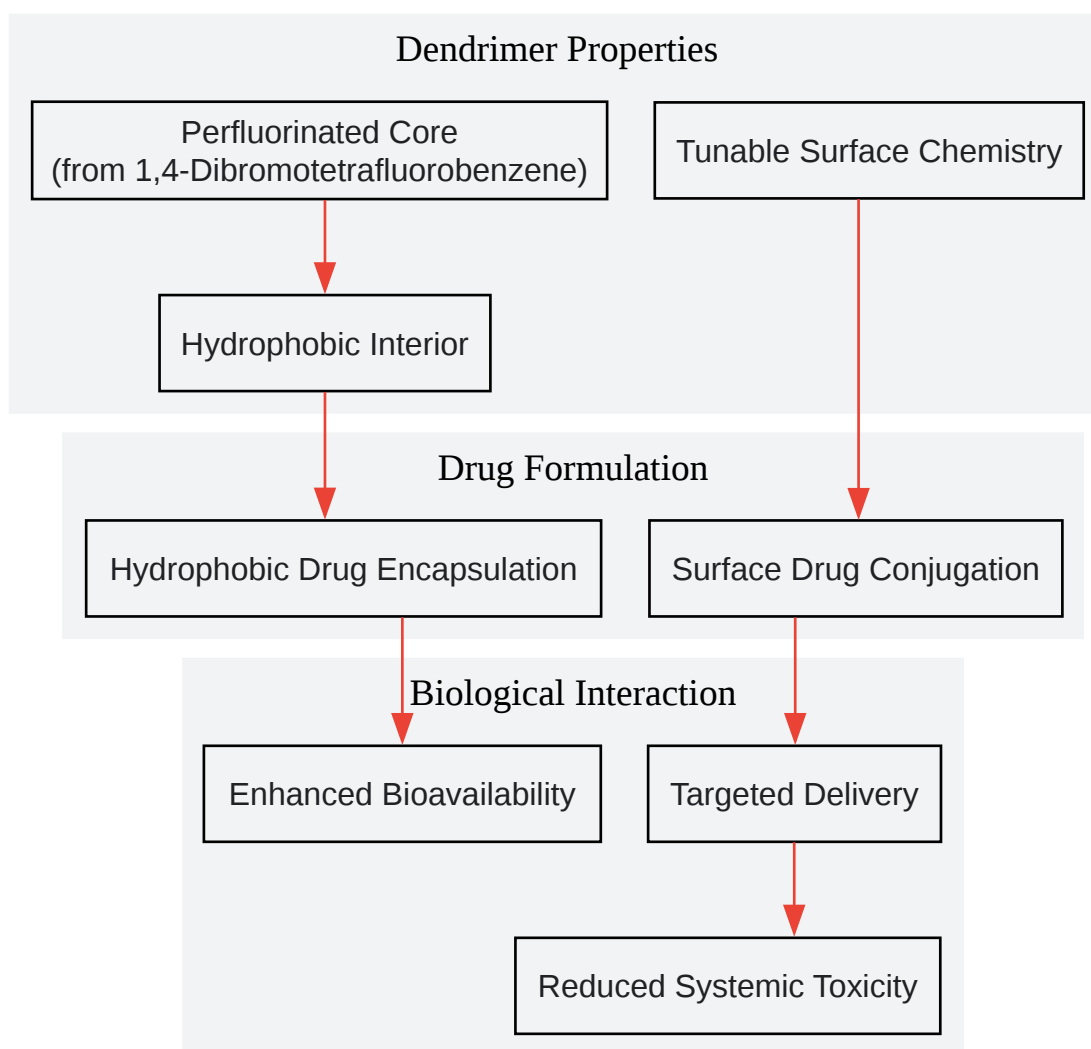 Dendrimer Properties
Perfluorinated Core
(from 1,4-Dibromotetrafluorobenzene)
Tunable Surface Chemistry
Hydrophobic Interior
Drug Formulation
Hydrophobic Drug Encapsulation
Surface Drug Conjugation
Biological Interaction
Enhanced Bioavailability
Targeted Delivery
Reduced Systemic Toxicity